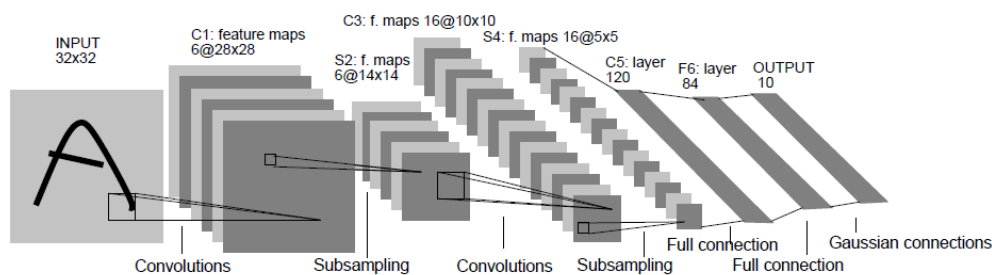 INPUT
32x32
C1: feature maps
6@28x28
S2: f. maps
6@14x14
C3: f. maps 16@10x10
S4: f. maps 16@5x5
C5: layer
120
F6: layer
84
OUTPUT
10
Convolutions
Subsampling
Convolutions
Subsampling
Full connection
Full connection
Gaussian connections